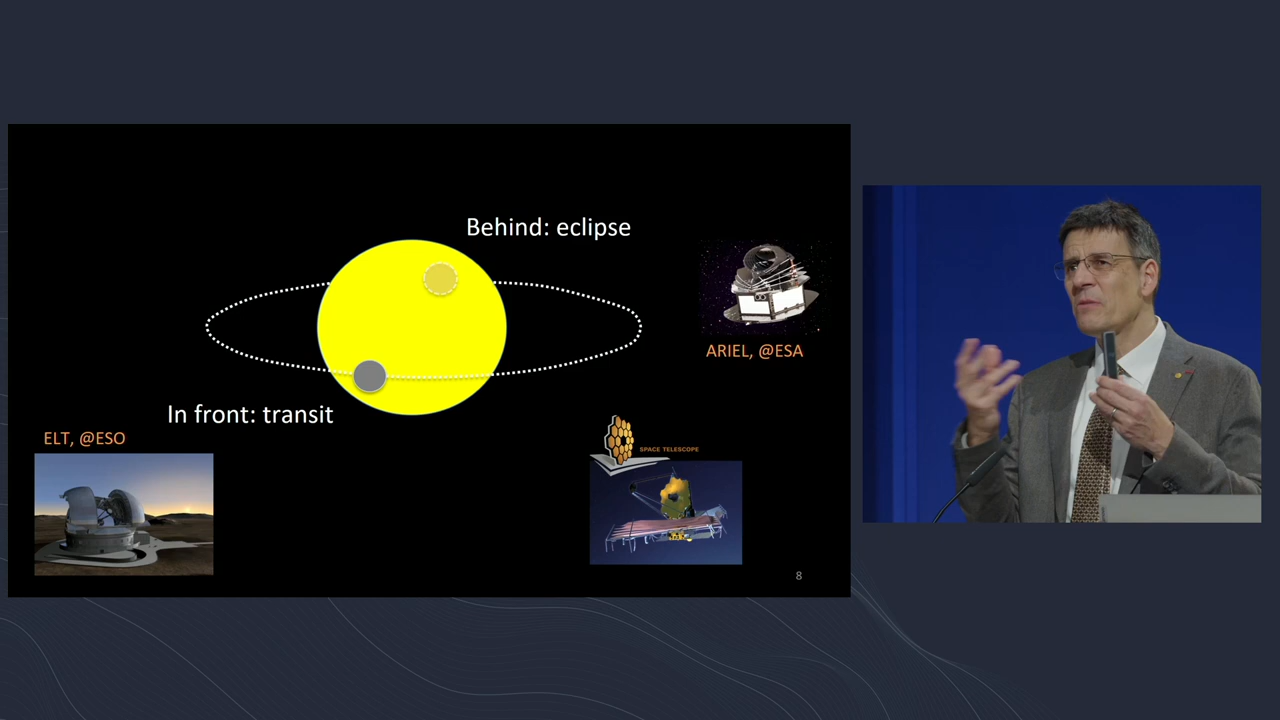 Behind: eclipse
ARIEL, @ESA
In front: transit
ELT, @ESO
SPACE TELESCOPE
8